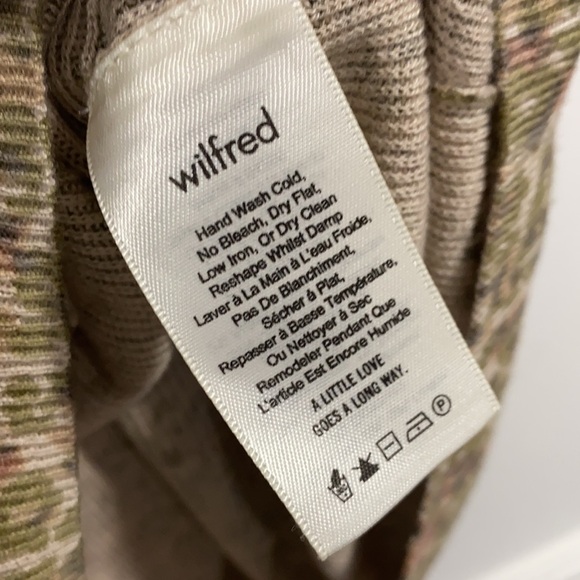 wilfred
Hand Wash Cold,
No Bleach, Dry Flat,
Low Iron, Or Dry Clean
Reshape Whilst Damp
Laver à La Main à L'eau Froide,
Pas De Blanchiment,
Sécher à Plat,
Repasser à Basse Température,
Ou Nettoyer à Sec
Remodeler Pendant Que
L'article Est Encore Humide
A LITTLE LOVE
GOES A LONG WAY.
P